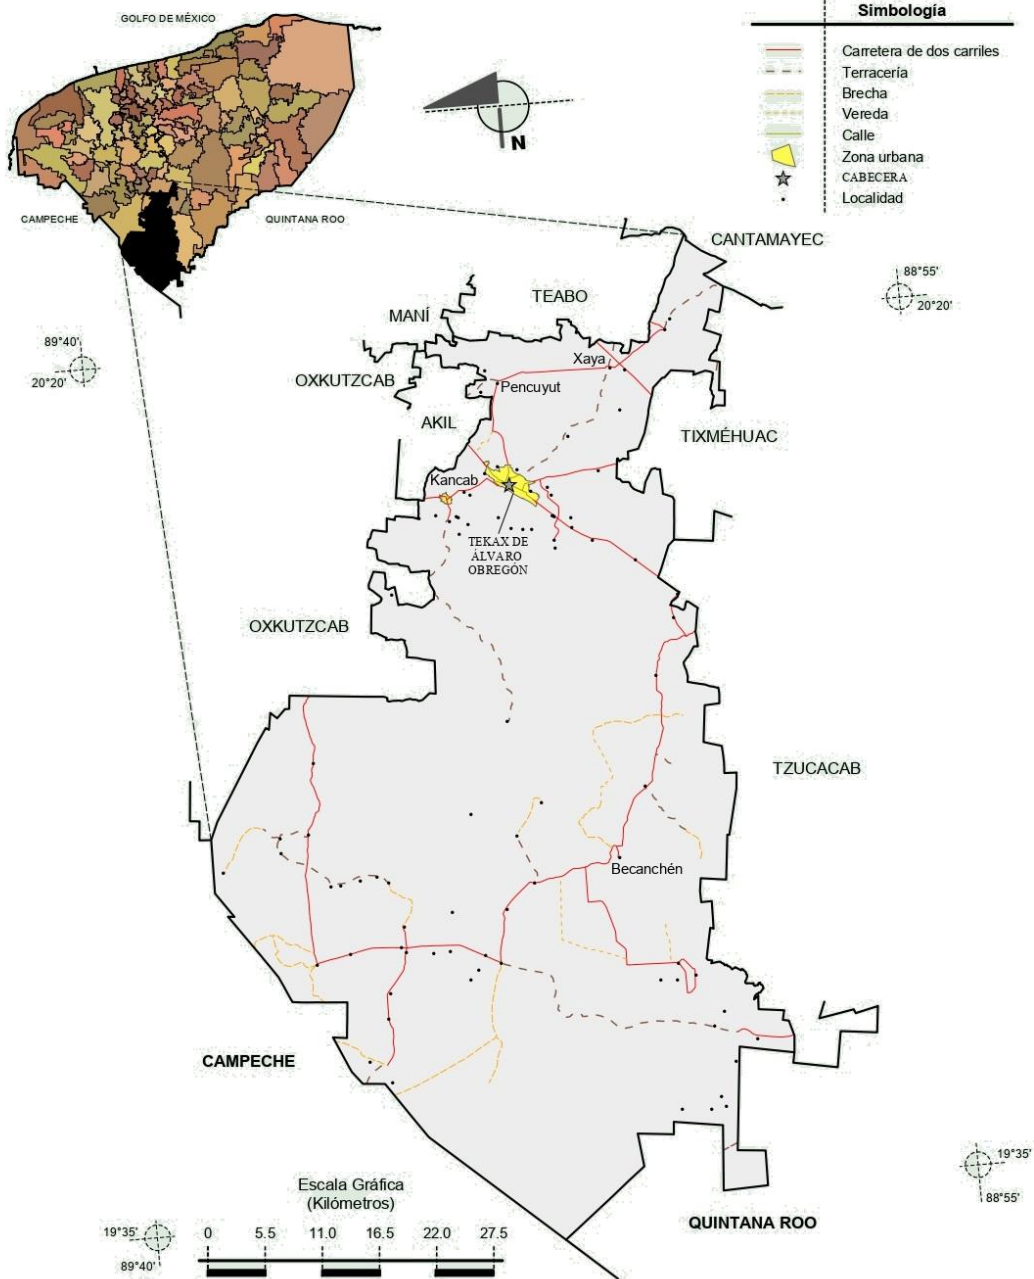 GOLFO DE MÉXICO
CAMPECHE
QUINTANA ROO
N
Simbología
Carretera de dos carriles
Terracería
Brecha
Vereda
Calle
Zona urbana
CABECERA
Localidad
CANTAMAYEC
88°55'
20°20'
TEABO
MANÍ
89°40'
20°20'
OXKUTZCAB
Xaya
Pencuyut
AKIL
TIXMÉHUAC
Kancab
TEKAX DE
ÁLVARO
OBREGÓN
OXKUTZCAB
TZUCACAB
Becanchén
CAMPECHE
19°35'
88°55'
QUINTANA ROO
Escala Gráfica
(Kilómetros)
19°35'
89°40'
0 5.5 11.0 16.5 22.0 27.5